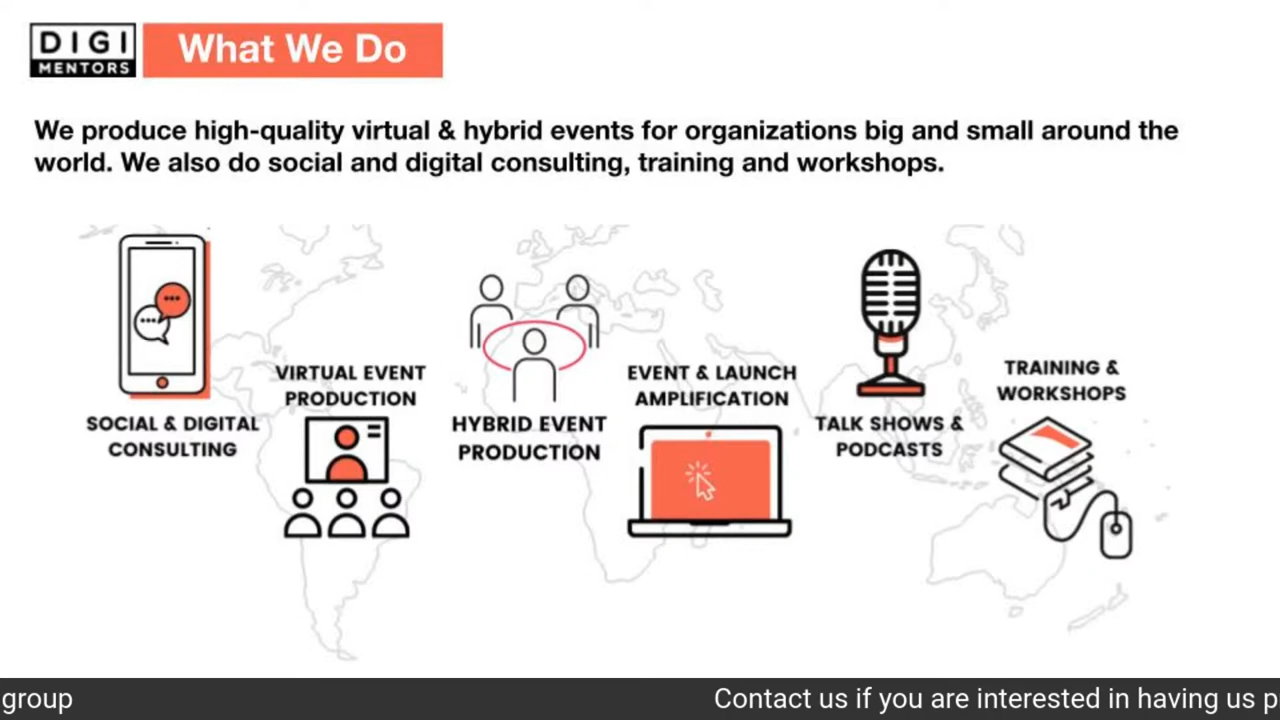 DIGI
MENTORS
What We Do
We produce high-quality virtual & hybrid events for organizations big and small around the
world. We also do social and digital consulting, training and workshops.
SOCIAL & DIGITAL
CONSULTING
VIRTUAL EVENT
PRODUCTION
HYBRID EVENT
PRODUCTION
EVENT & LAUNCH
AMPLIFICATION
TALK SHOWS &
PODCASTS
TRAINING &
WORKSHOPS
group
Contact us if you are interested in having us p